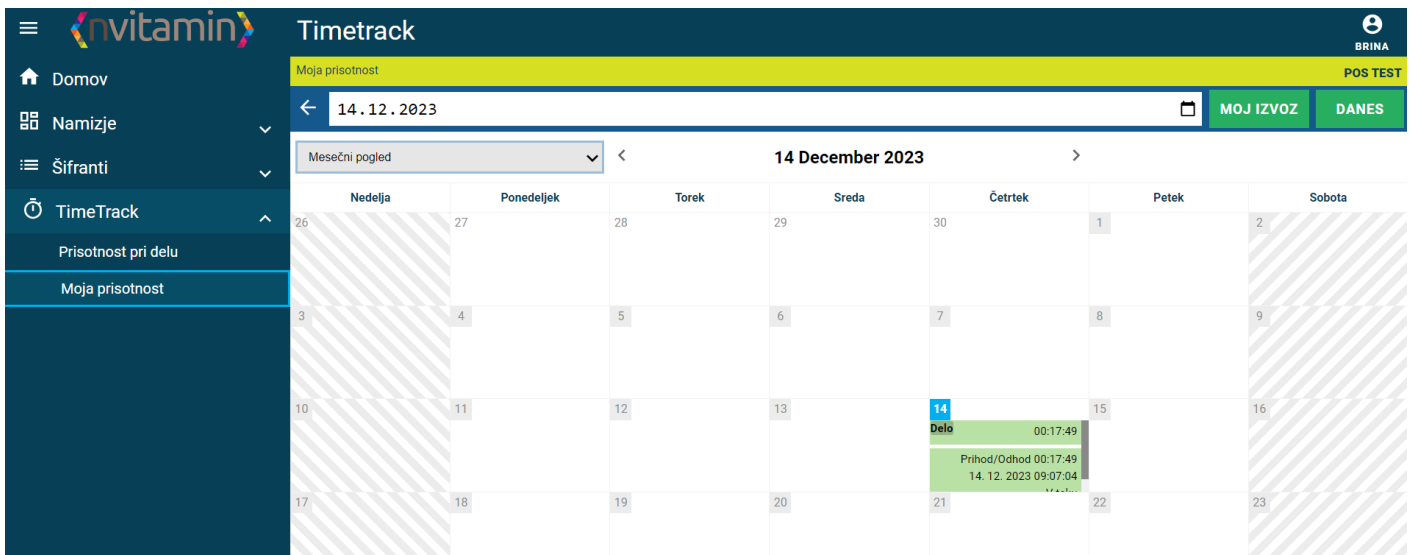 {nvitamin} Timetrack
BRINA
Domov
Namizje
Šifranti
TimeTrack
Prisotnost pri delu
Moja prisotnost
Moja prisotnost POS TEST
14.12.2023 MOJ IZVOZ DANES
Mesečni pogled 14 December 2023
Nedelja Ponedeljek Torek Sreda Četrtek Petek Sobota
26 27 28 29 30 1 2
3 4 5 6 7 8 9
10 11 12 13 14 15 16
Delo 00:17:49
Prihod/Odhod 00:17:49
14. 12. 2023 09:07:04
17 18 19 20 21 22 23